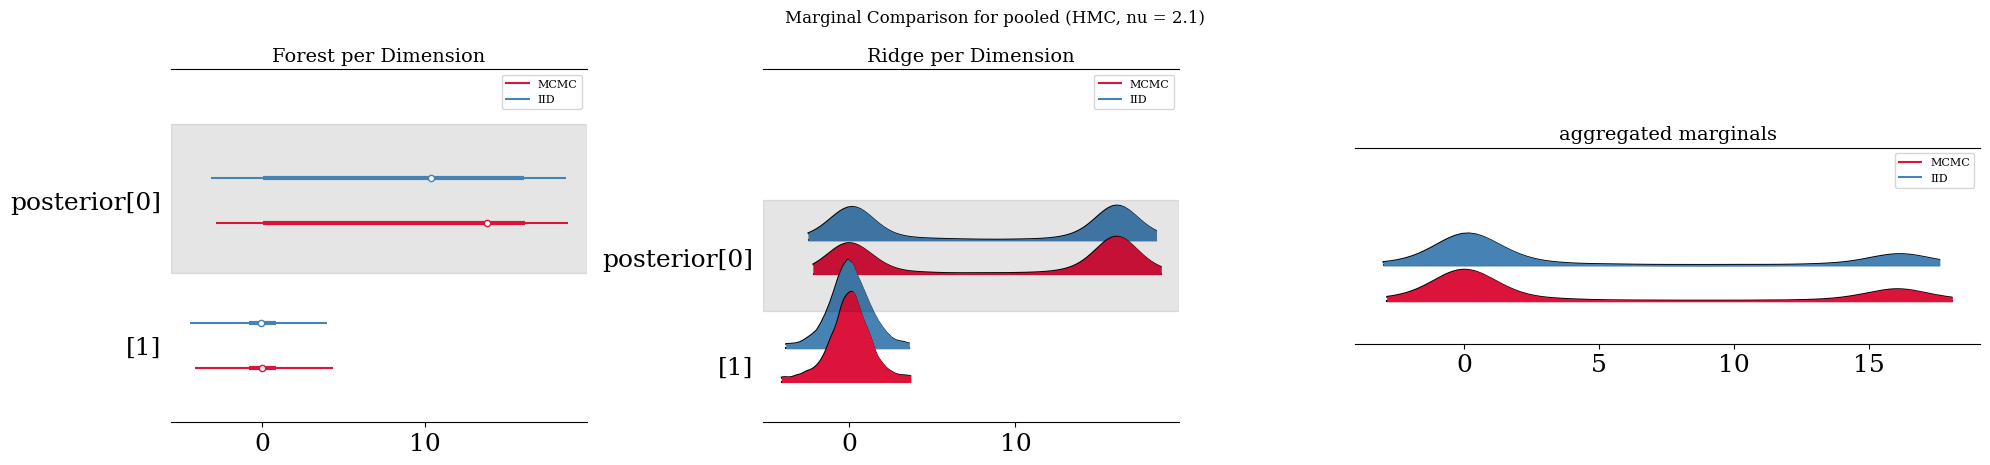 Marginal Comparison for pooled (HMC, nu = 2.1)
Forest per Dimension
MCMC
IID
posterior[0]
[1]
0
10
Ridge per Dimension
MCMC
IID
posterior[0]
[1]
0
10
aggregated marginals
MCMC
IID
0
5
10
15